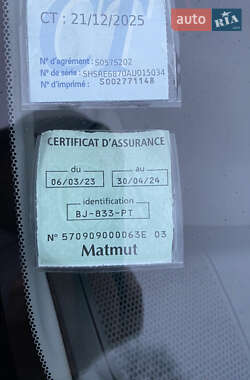 AUTO
RIA
CT : 21/12/2025
N° d'agrément : S057S202
N° de série : SHSRE6870AU015034
N° d'imprimé : S002771148
CERTIFICAT D'ASSURANCE
du au
06/03/23 30/04/24
identification
BJ-833-PT
N° 570909000063E 03
Matmut